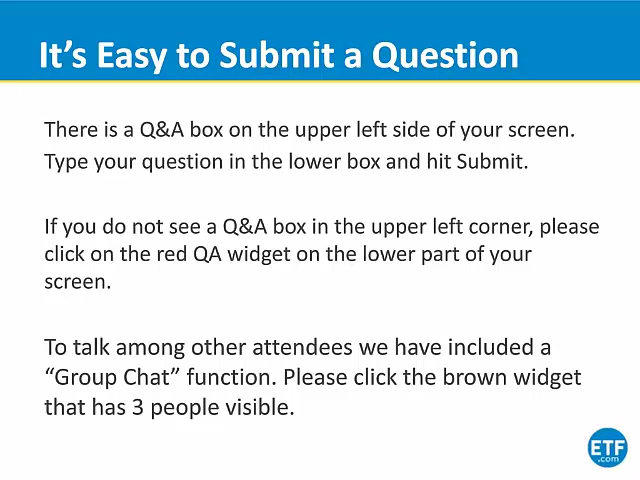 It’s Easy to Submit a Question
There is a Q&A box on the upper left side of your screen.
Type your question in the lower box and hit Submit.
If you do not see a Q&A box in the upper left corner, please
click on the red QA widget on the lower part of your
screen.
To talk among other attendees we have included a
“Group Chat” function. Please click the brown widget
that has 3 people visible.
ETF
.com